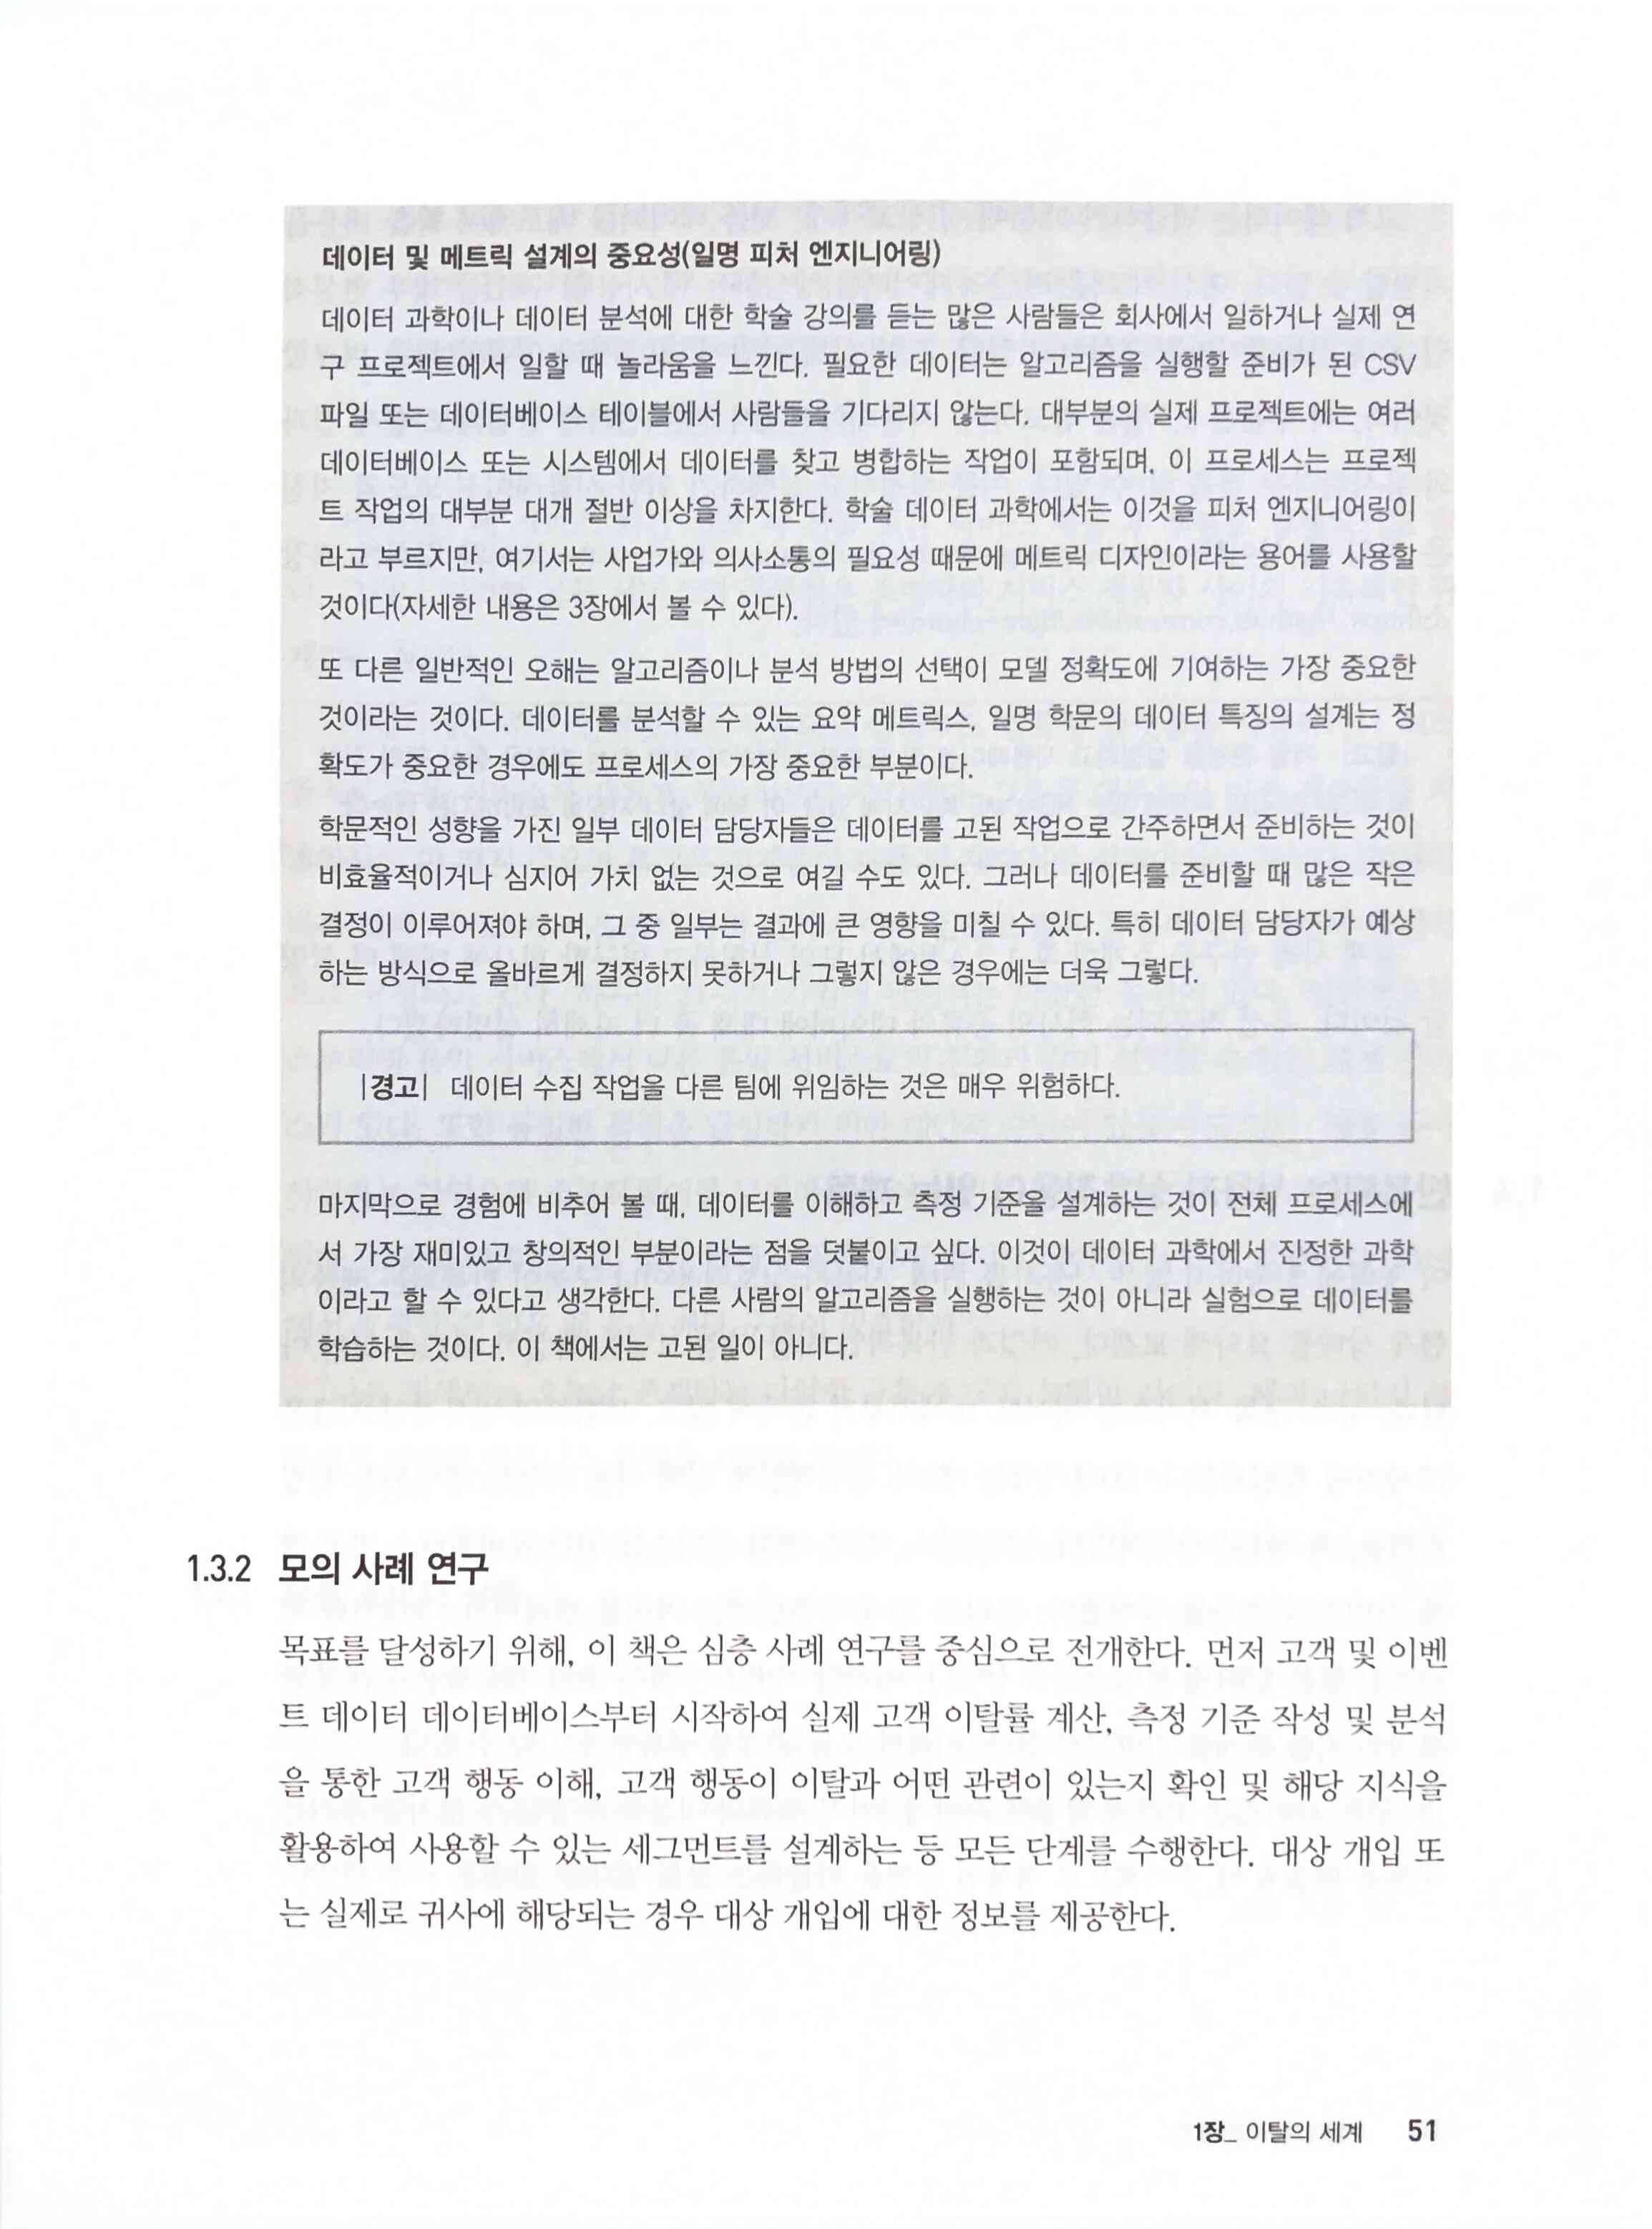 데이터 및 메트릭 설계의 중요성(일명 피처 엔지니어링)
데이터 과학이나 데이터 분석에 대한 학술 강의를 듣는 많은 사람들은 회사에서 일하거나 실제 연
구 프로젝트에서 일할 때 놀라움을 느낀다. 필요한 데이터는 알고리즘을 실행할 준비가 된 CSV
파일 또는 데이터베이스 테이블에서 사람들을 기다리지 않는다. 대부분의 실제 프로젝트에는 여러
데이터베이스 또는 시스템에서 데이터를 찾고 병합하는 작업이 포함되며, 이 프로세스는 프로젝
트 작업의 대부분 대개 절반 이상을 차지한다. 학술 데이터 과학에서는 이것을 피처 엔지니어링이
라고 부르지만, 여기서는 사업가와 의사소통의 필요성 때문에 메트릭 디자인이라는 용어를 사용할
것이다(자세한 내용은 3장에서 볼 수 있다).
또 다른 일반적인 오해는 알고리즘이나 분석 방법의 선택이 모델 정확도에 기여하는 가장 중요한
것이라는 것이다. 데이터를 분석할 수 있는 요약 메트릭스, 일명 학문의 데이터 특징의 설계는 정
확도가 중요한 경우에도 프로세스의 가장 중요한 부분이다.
학문적인 성향을 가진 일부 데이터 담당자들은 데이터를 고된 작업으로 간주하면서 준비하는 것이
비효율적이거나 심지어 가치 없는 것으로 여길 수도 있다. 그러나 데이터를 준비할 때 많은 작은
결정이 이루어져야 하며, 그 중 일부는 결과에 큰 영향을 미칠 수 있다. 특히 데이터 담당자가 예상
하는 방식으로 올바르게 결정하지 못하거나 그렇지 않은 경우에는 더욱 그렇다.
|경고| 데이터 수집 작업을 다른 팀에 위임하는 것은 매우 위험하다.
마지막으로 경험에 비추어 볼 때, 데이터를 이해하고 측정 기준을 설계하는 것이 전체 프로세스에
서 가장 재미있고 창의적인 부분이라는 점을 덧붙이고 싶다. 이것이 데이터 과학에서 진정한 과학
이라고 할 수 있다고 생각한다. 다른 사람의 알고리즘을 실행하는 것이 아니라 실험으로 데이터를
학습하는 것이다. 이 책에서는 고된 일이 아니다.
1.3.2 모의 사례 연구
목표를 달성하기 위해, 이 책은 심층 사례 연구를 중심으로 전개한다. 먼저 고객 및 이벤
트 데이터 데이터베이스부터 시작하여 실제 고객 이탈률 계산, 측정 기준 작성 및 분석
을 통한 고객 행동 이해, 고객 행동이 이탈과 어떤 관련이 있는지 확인 및 해당 지식을
활용하여 사용할 수 있는 세그먼트를 설계하는 등 모든 단계를 수행한다. 대상 개입 또
는 실제로 귀사에 해당되는 경우 대상 개입에 대한 정보를 제공한다.
1장_ 이탈의 세계 51